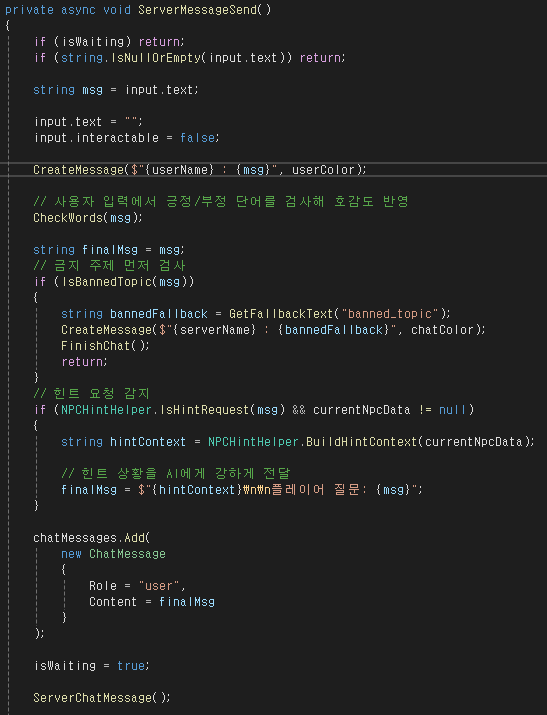 private async void ServerMessageSend()
{
    if (isWaiting) return;
    if (string.IsNullOrEmpty(input.text)) return;

    string msg = input.text;

    input.text = "";
    input.interactable = false;

    CreateMessage($"{userName} : {msg}", userColor);

    // 사용자 입력에서 긍정/부정 단어를 검사해 호감도 반영
    CheckWords(msg);

    string finalMsg = msg;
    // 금지 주제 먼저 검사
    if (IsBannedTopic(msg))
    {
        string bannedFallback = GetFallbackText("banned_topic");
        CreateMessage($"{serverName} : {bannedFallback}", chatColor);
        FinishChat();
        return;
    }
    // 힌트 요청 감지
    if (NPCHintHelper.IsHintRequest(msg) && currentNpcData != null)
    {
        string hintContext = NPCHintHelper.BuildHintContext(currentNpcData);

        // 힌트 상황을 AI에게 강하게 전달
        finalMsg = $"{hintContext}₩n₩n플레이어 질문: {msg}";
    }

    chatMessages.Add(
        new ChatMessage
        {
            Role = "user",
            Content = finalMsg
        }
    );

    isWaiting = true;

    ServerChatMessage();